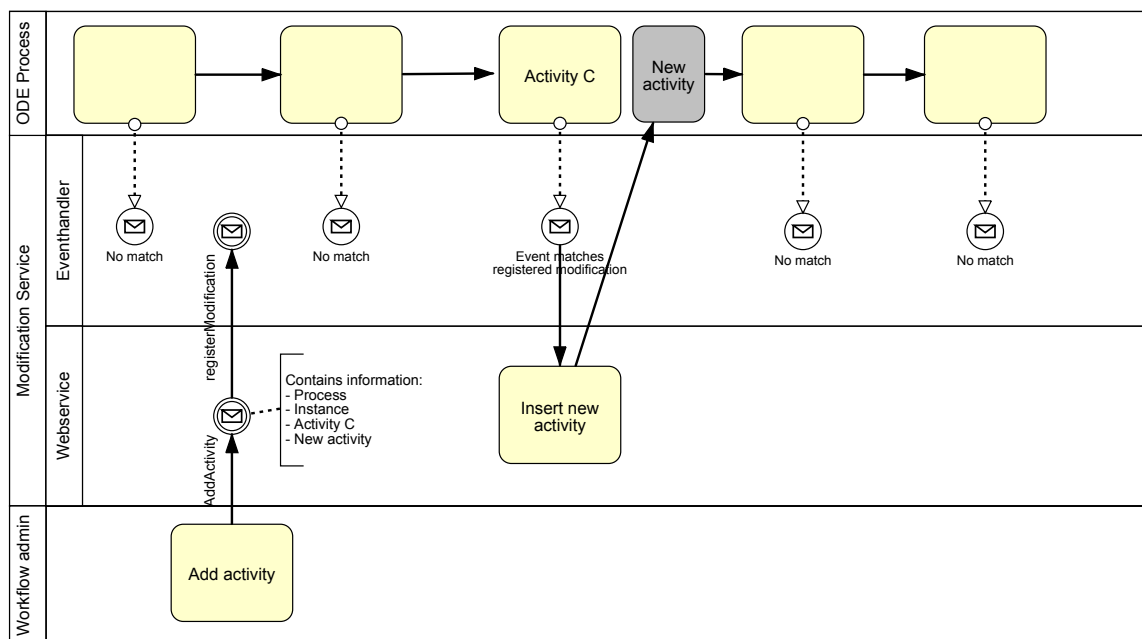 ODE Process
Activity C
New
activity
Modification Service
Eventhandler
No match
No match
Event matches
registered modification
No match
No match
registerModification
Webservice
Contains information:
- Process
- Instance
- Activity C
- New activity
Insert new
activity
AddActivity
Workflow admin
Add activity